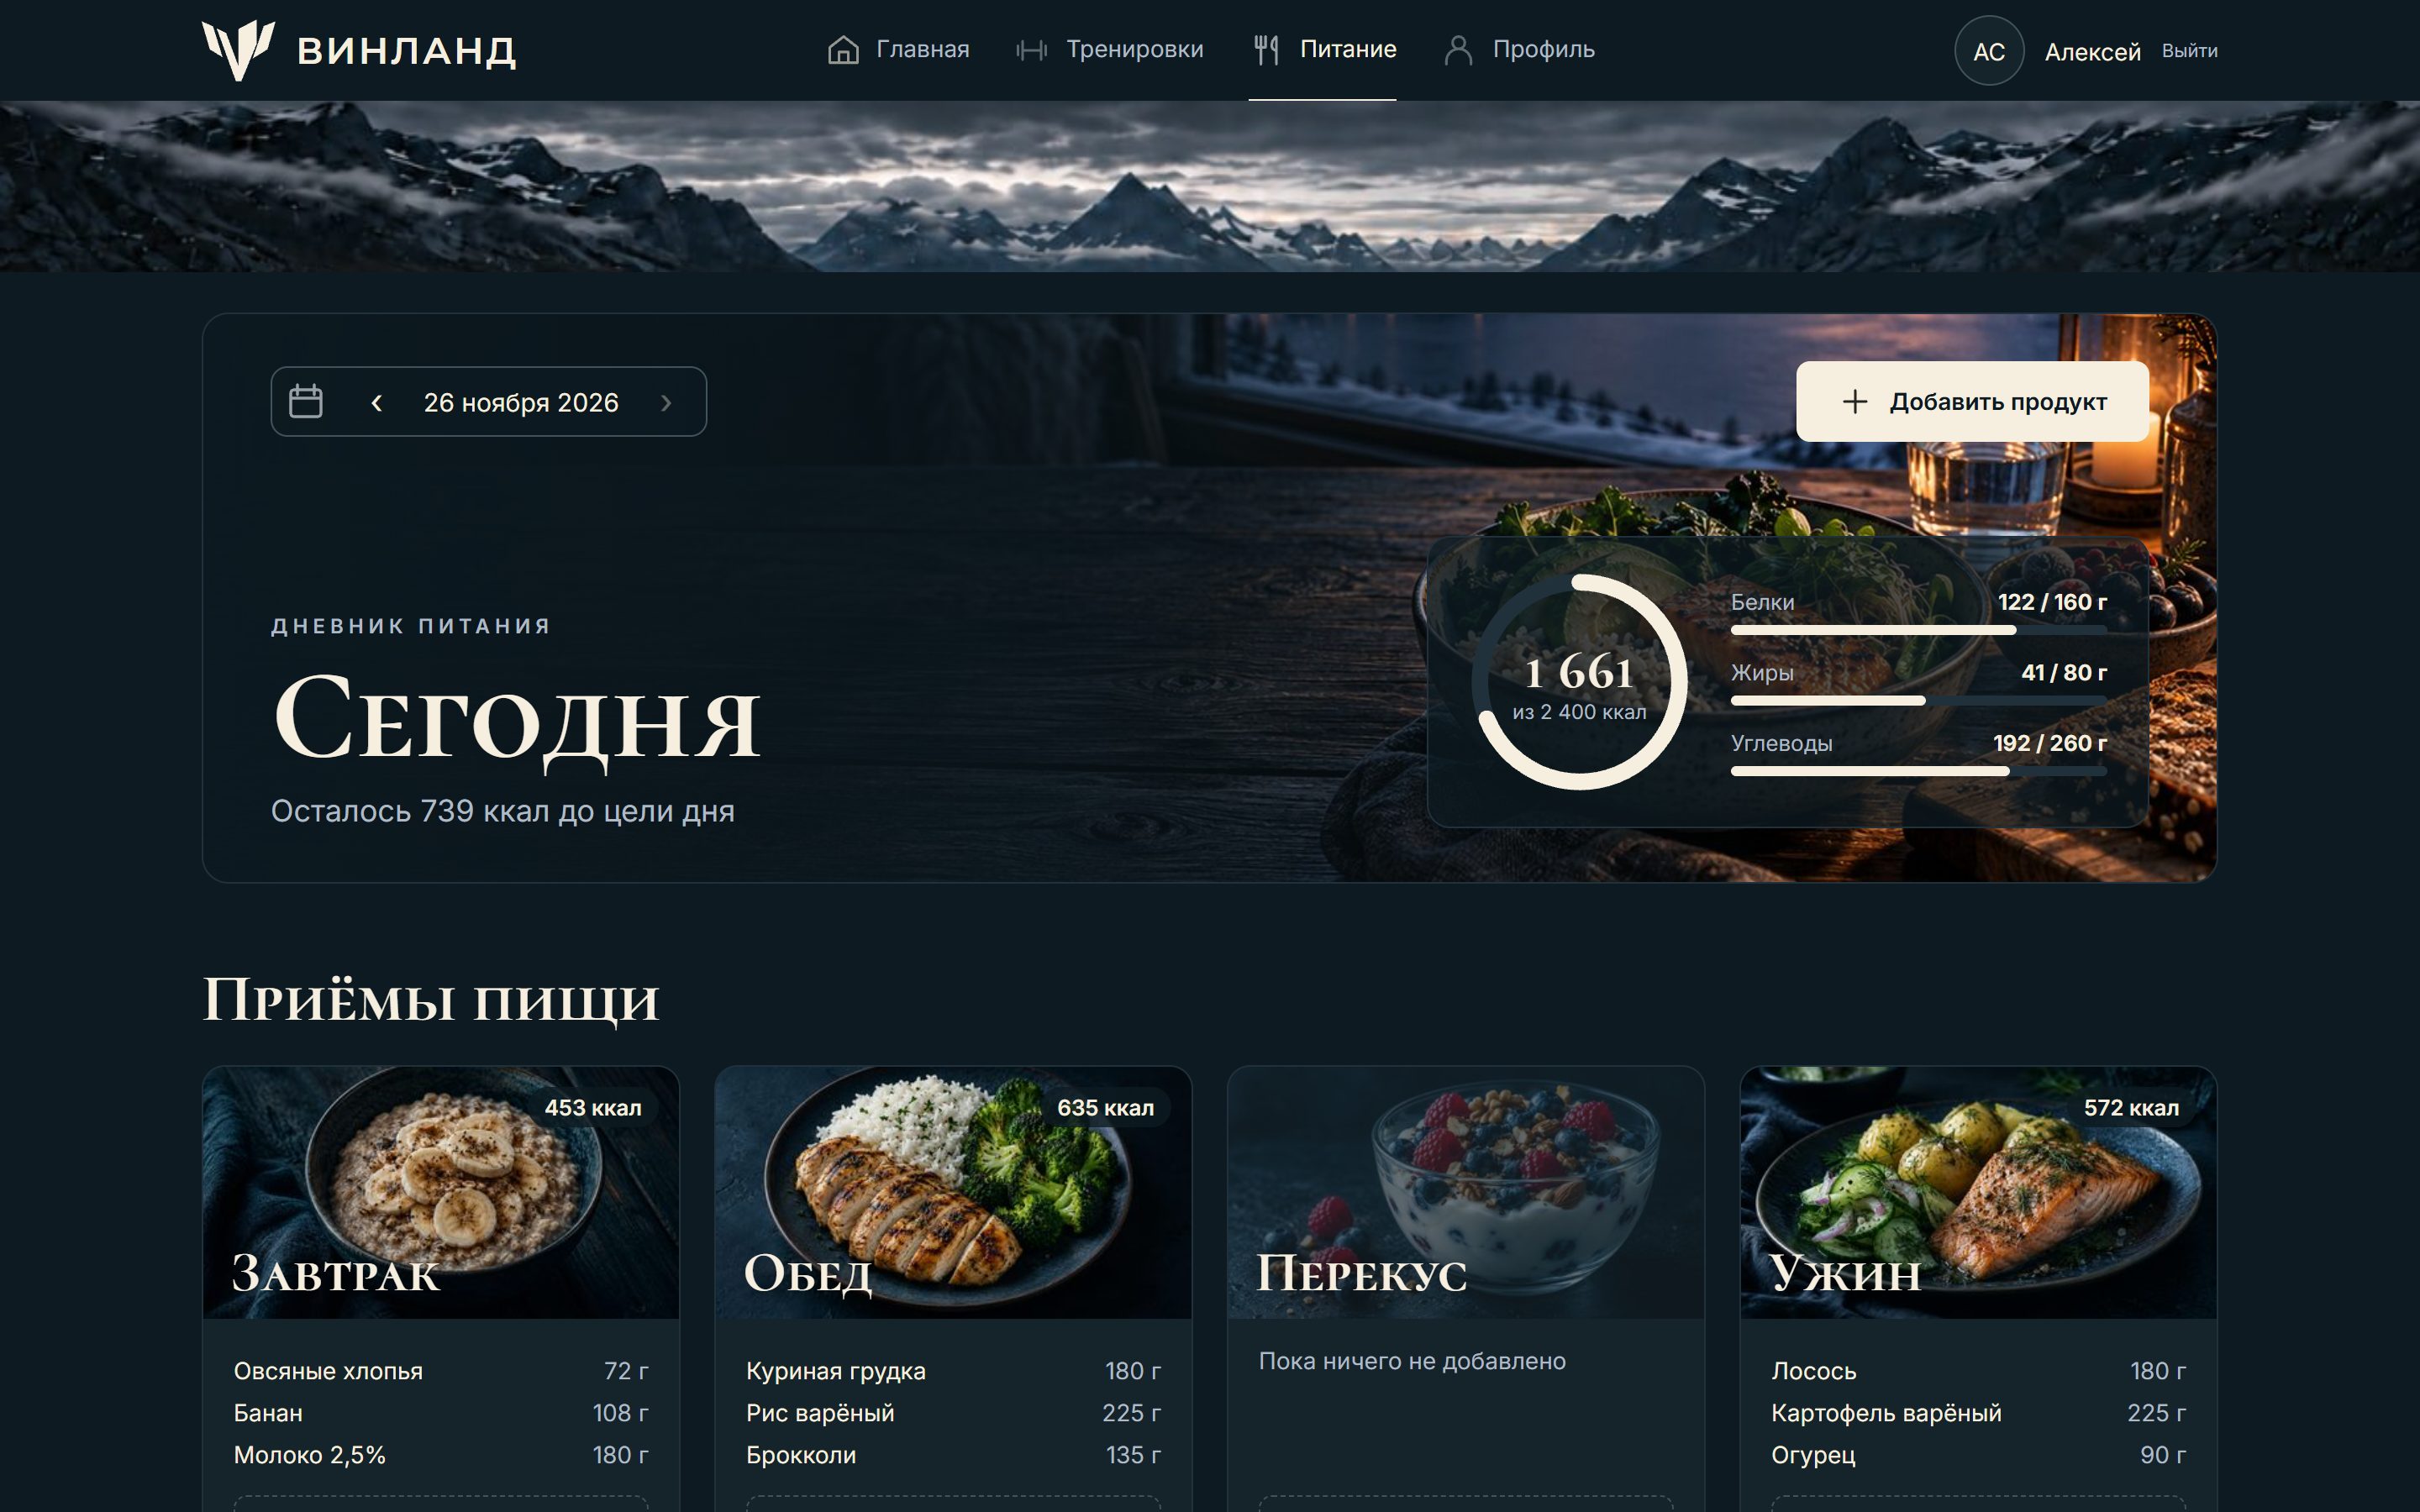 ВИНЛАНД
Главная
Тренировки
Питание
Профиль
АС
Алексей
Выйти
26 ноября 2026
Добавить продукт
ДНЕВНИК ПИТАНИЯ
Сегодня
Осталось 739 ккал до цели дня
1 661
из 2 400 ккал
Белки 122 / 160 г
Жиры 41 / 80 г
Углеводы 192 / 260 г
Приёмы пищи
453 ккал
Завтрак
Овсяные хлопья 72 г
Банан 108 г
Молоко 2,5% 180 г
635 ккал
Обед
Куриная грудка 180 г
Рис варёный 225 г
Брокколи 135 г
Перекус
Пока ничего не добавлено
572 ккал
Ужин
Лосось 180 г
Картофель варёный 225 г
Огурец 90 г